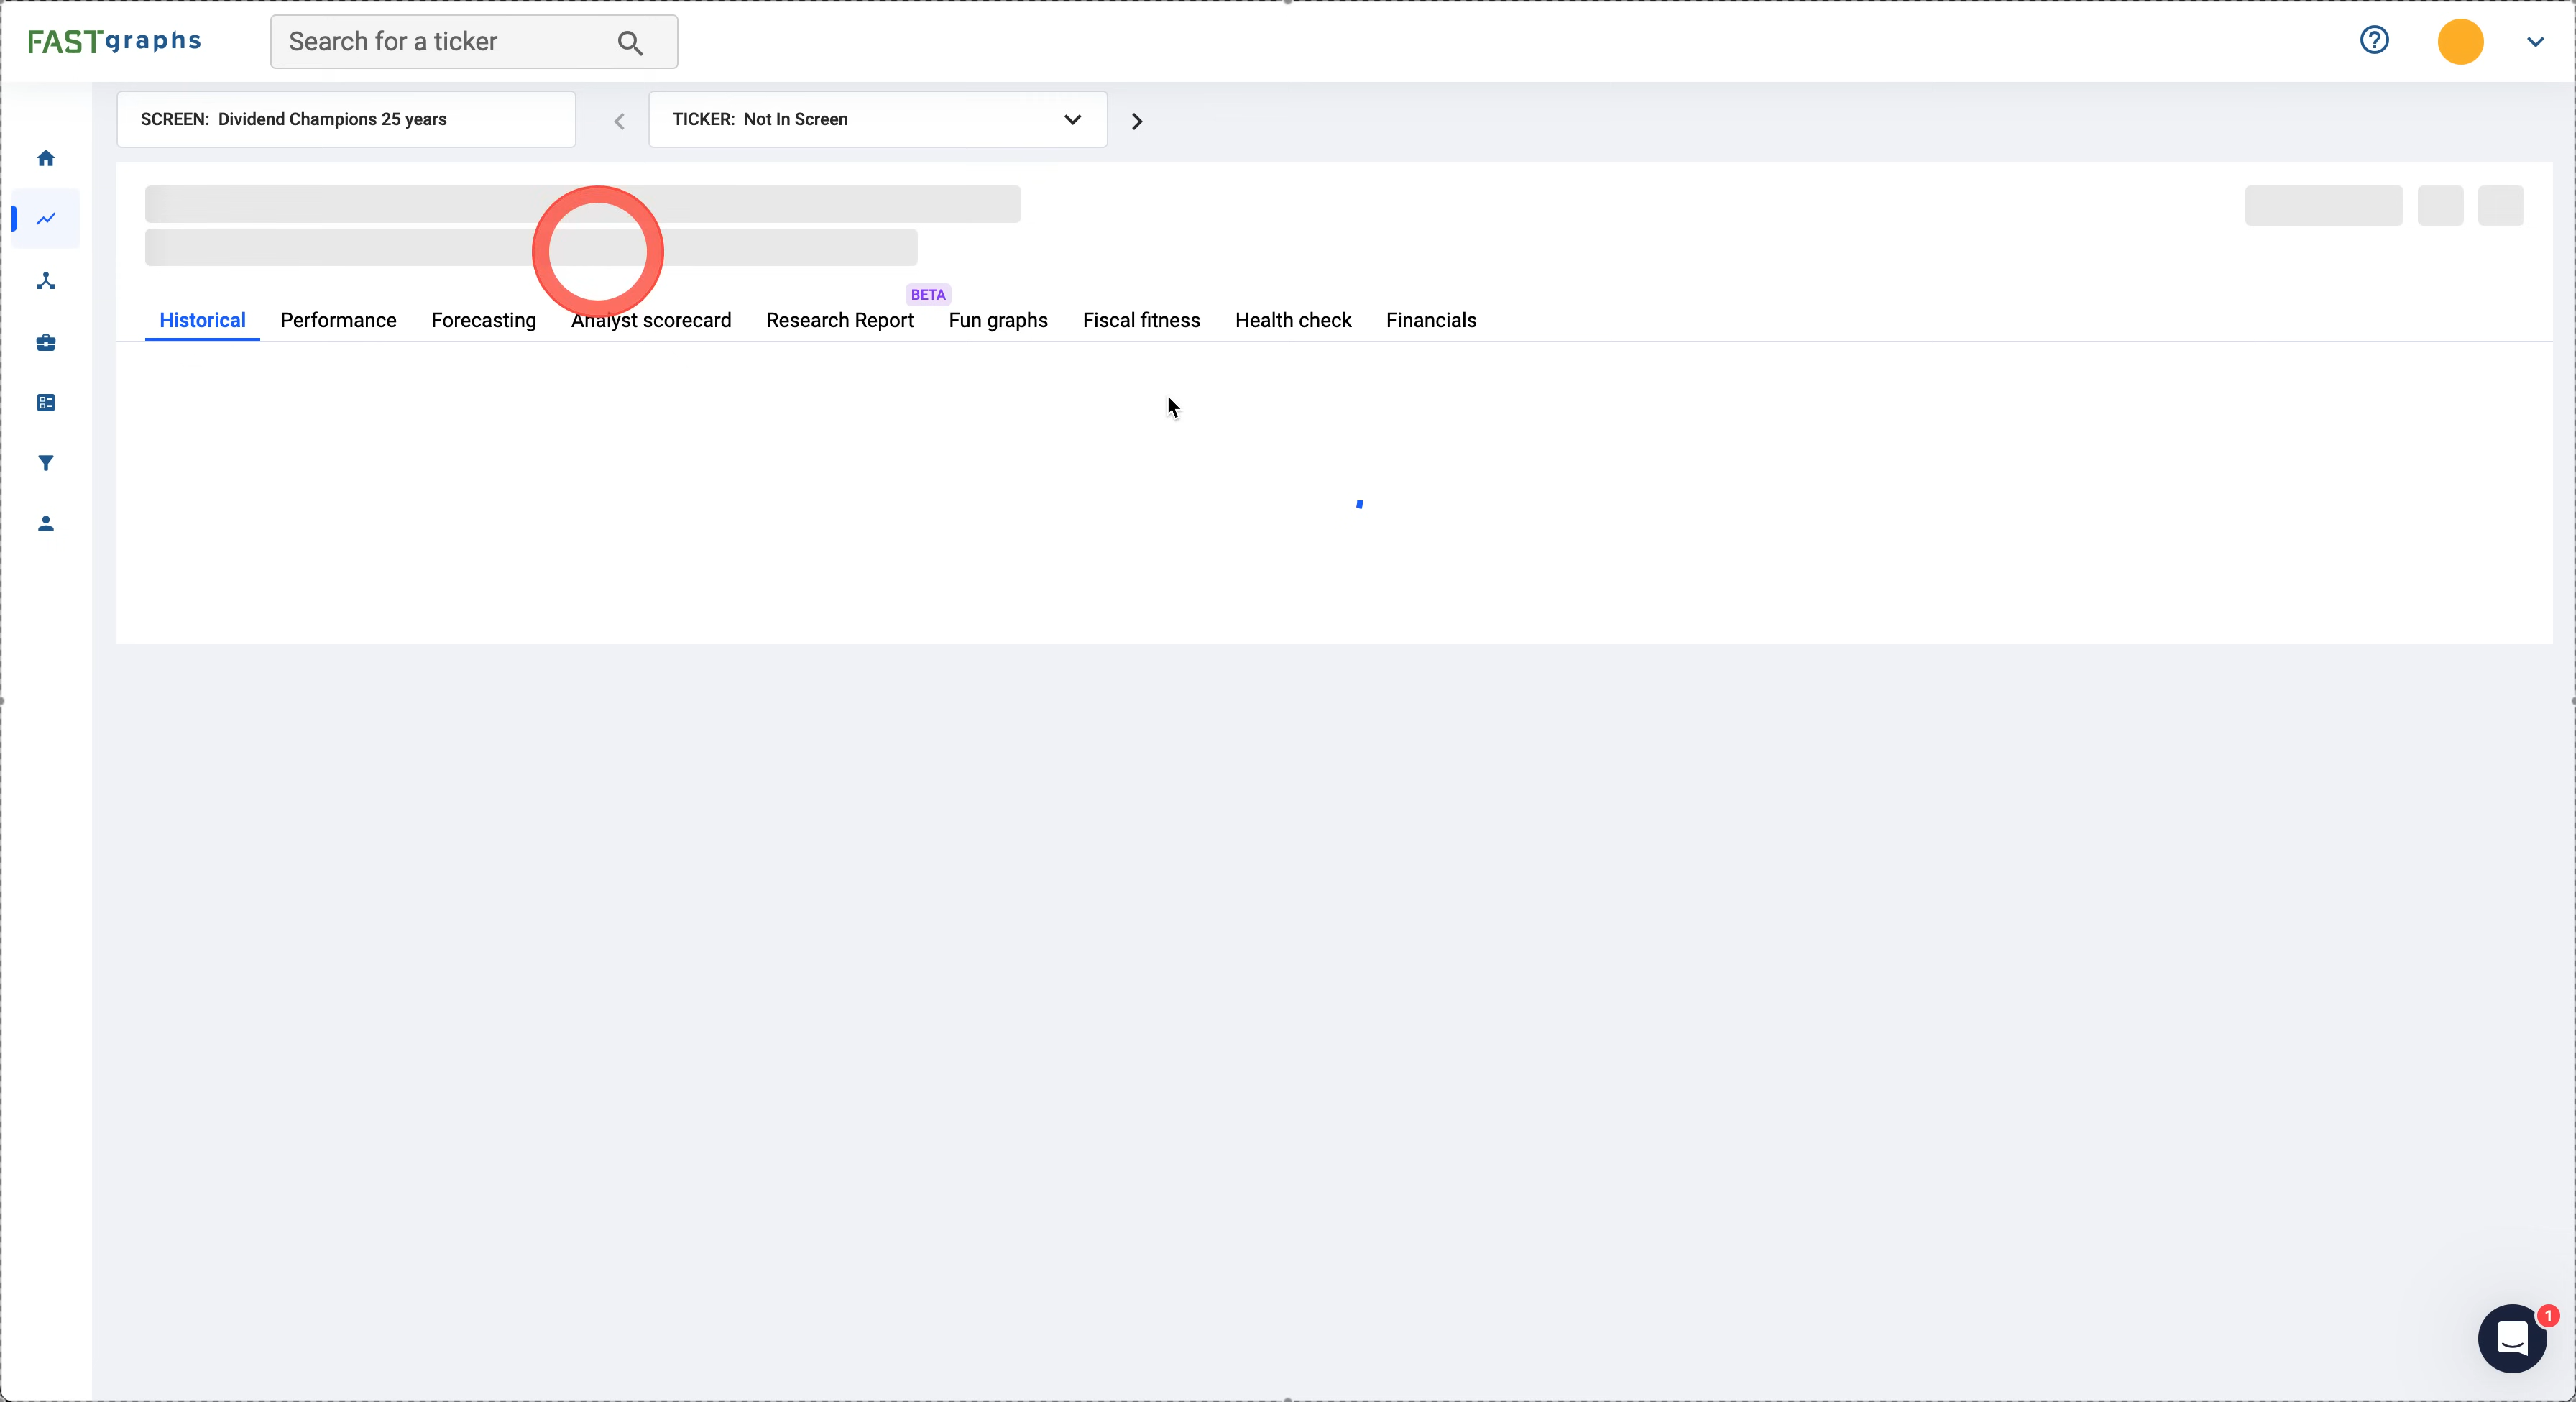 FASTgraphs
Search for a ticker
SCREEN: Dividend Champions 25 years
TICKER: Not In Screen
BETA
Historical Performance Forecasting Analyst scorecard Research Report Fun graphs Fiscal fitness Health check Financials
1